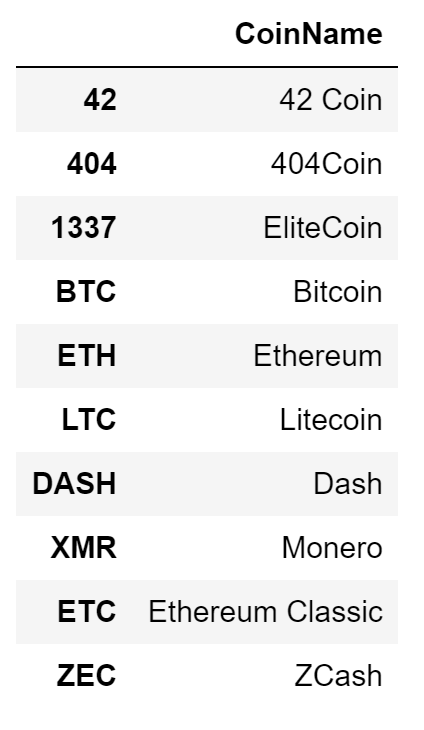 CoinName
42 42 Coin
404 404Coin
1337 EliteCoin
BTC Bitcoin
ETH Ethereum
LTC Litecoin
DASH Dash
XMR Monero
ETC Ethereum Classic
ZEC ZCash